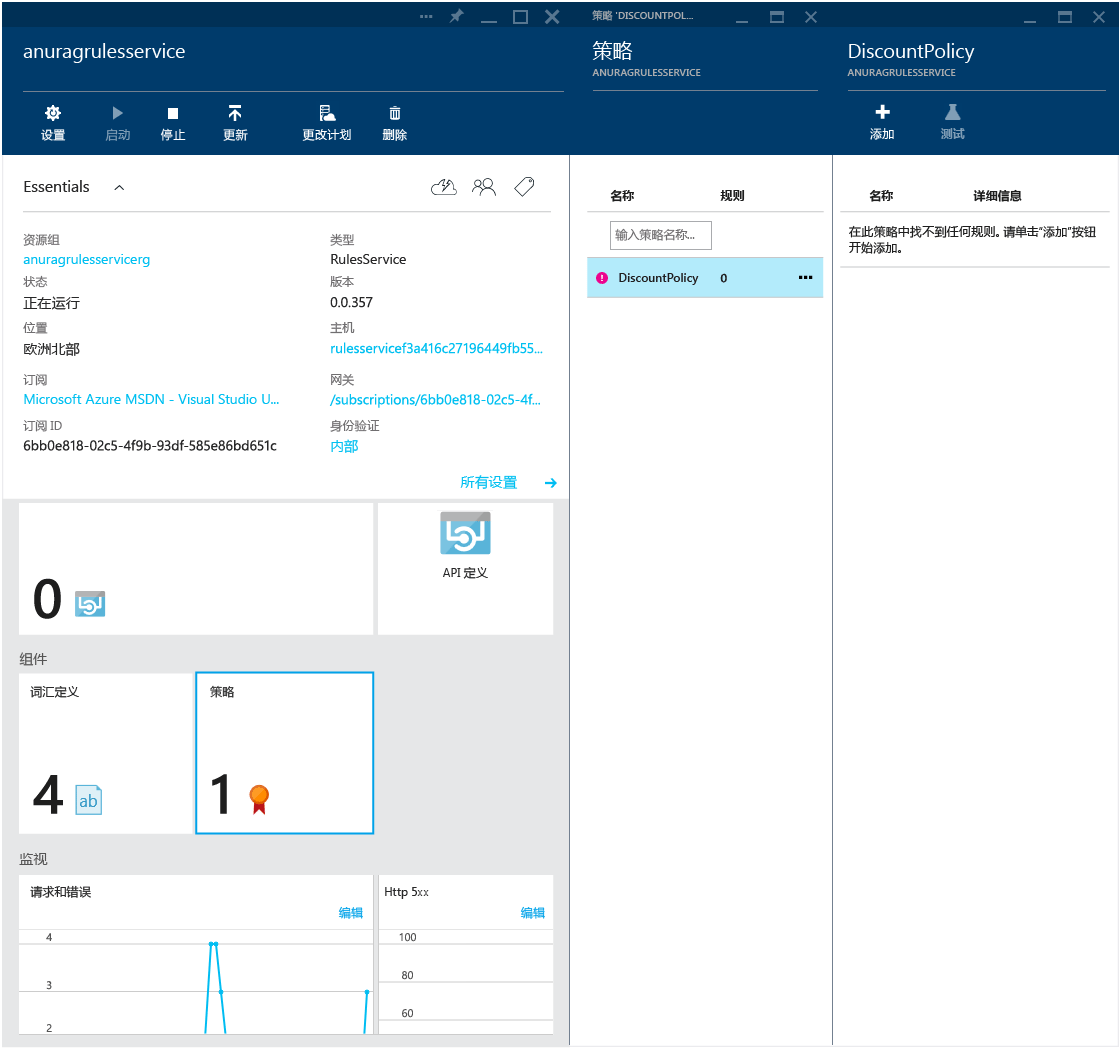 anuragrulesservice
设置
启动
停止
更新
更改计划
删除
Essentials
资源组
anuragrulesservicerg
状态
正在运行
位置
欧洲北部
订阅
Microsoft Azure MSDN - Visual Studio U...
订阅 ID
6bb0e818-02c5-4f9b-93df-585e86bd651c
类型
RulesService
版本
0.0.357
主机
rulesservicef3a416c27196449fb55...
网关
/subscriptions/6bb0e818-02c5-4f...
身份验证
内部
所有设置
0
API 定义
组件
词汇定义
4
ab
策略
1
监视
请求和错误
编辑
4
3
2
Http 5xx
编辑
100
80
60
策略 'DISCOUNTPOL...
策略
ANURAGRULESSERVICE
名称 规则
输入策略名称...
DiscountPolicy 0
DiscountPolicy
ANURAGRULESSERVICE
添加
测试
名称 详细信息
在此策略中找不到任何规则。请单击“添加”按钮
开始添加。